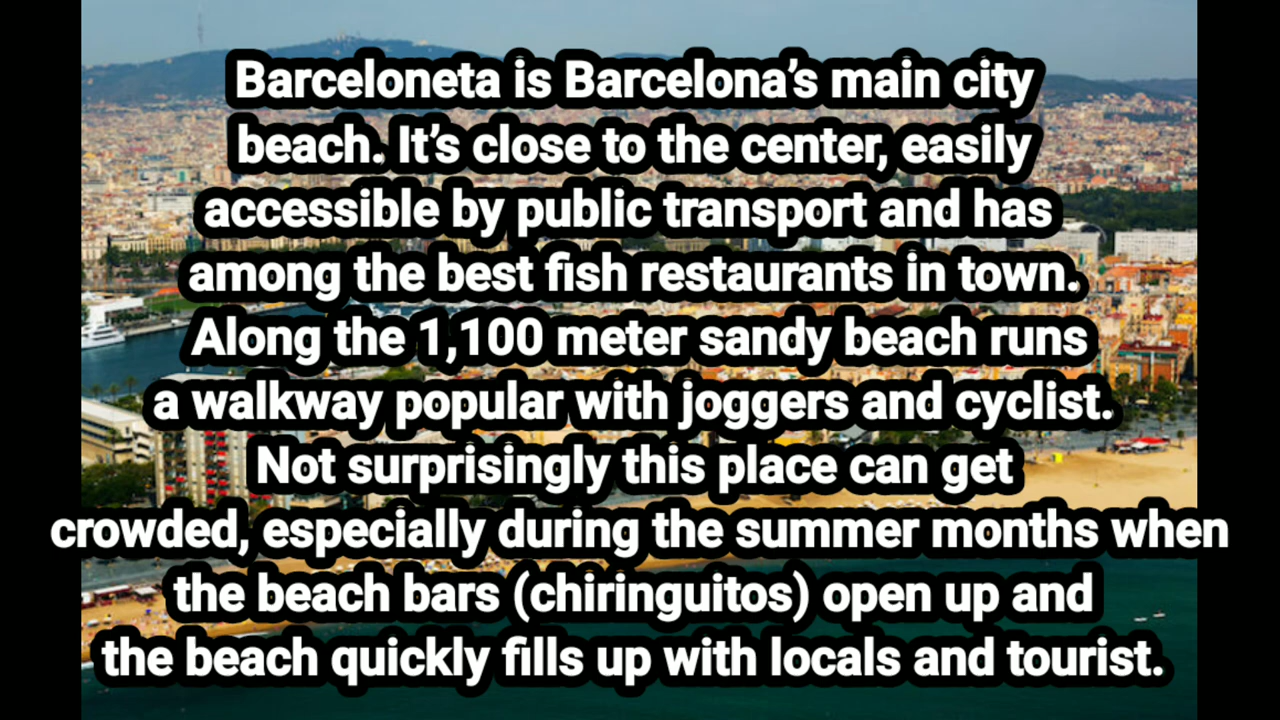 Barceloneta is Barcelona’s main city
beach. It’s close to the center, easily
accessible by public transport and has
among the best fish restaurants in town.
Along the 1,100 meter sandy beach runs
a walkway popular with joggers and cyclist.
Not surprisingly this place can get
crowded, especially during the summer months when
the beach bars (chiringuitos) open up and
the beach quickly fills up with locals and tourist.